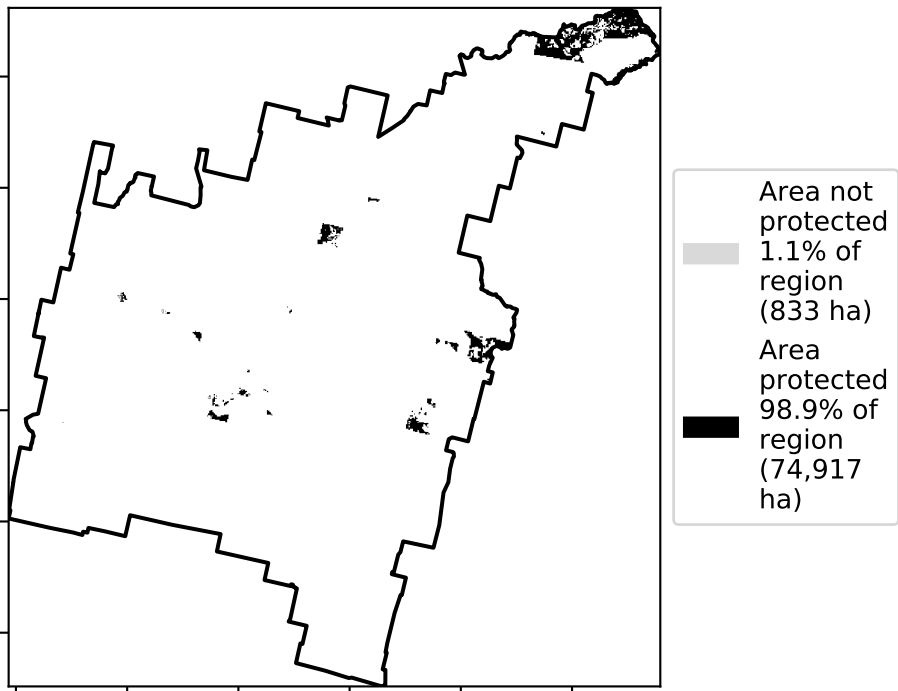 Area not
protected
1.1% of
region
(833 ha)
Area
protected
98.9% of
region
(74,917
ha)